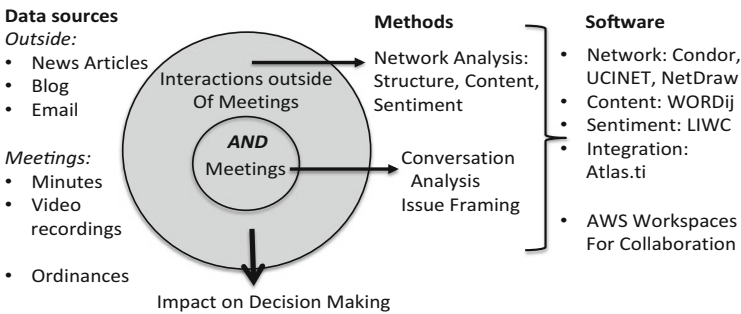 Data sources
Outside:
• News Articles
• Blog
• Email
Meetings:
• Minutes
• Video
recordings
• Ordinances
Interactions outside
Of Meetings
AND
Meetings
Impact on Decision Making
Methods
Network Analysis:
Structure, Content,
Sentiment
Conversation
Analysis
Issue Framing
Software
• Network: Condor,
UCINET, NetDraw
• Content: WORDij
• Sentiment: LIWC
• Integration:
Atlas.ti
• AWS Workspaces
For Collaboration